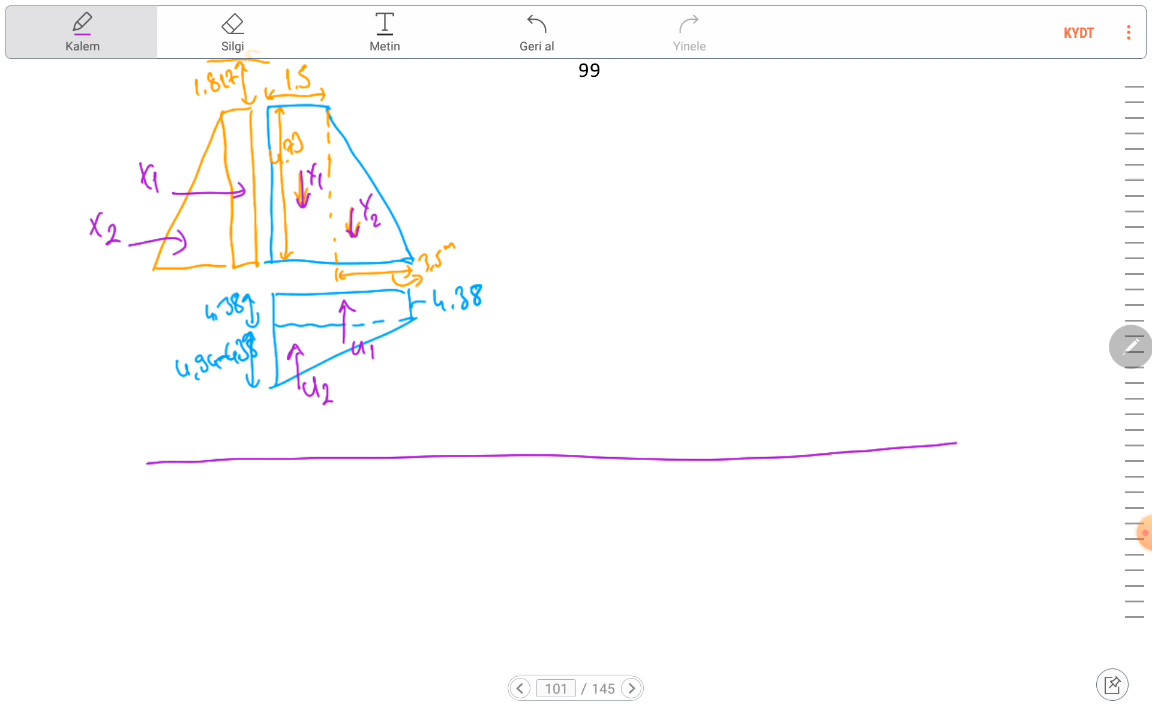 Kalem
Silgi
Metin
Geri al
Yinele
KYDT
99
1.817
1.5
X1
Y1
X2
Y2
3.5m
4.38
4.38
U1
U2
101 / 145